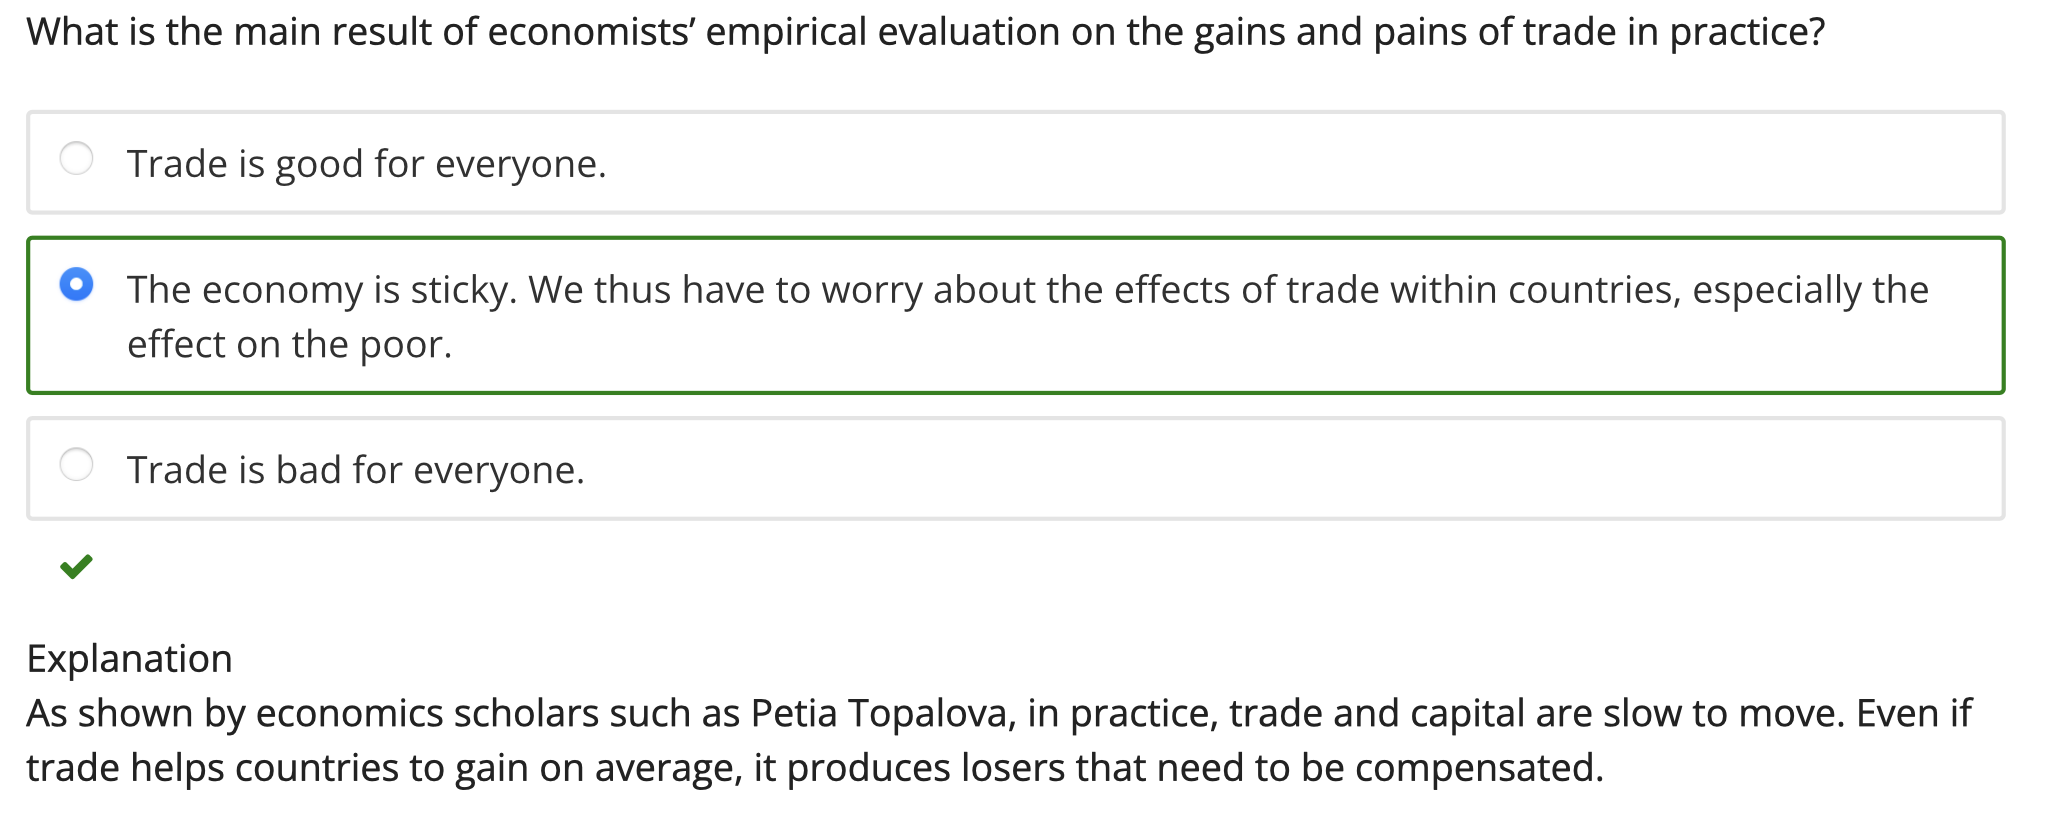 What is the main result of economists’ empirical evaluation on the gains and pains of trade in practice?
Trade is good for everyone.
The economy is sticky. We thus have to worry about the effects of trade within countries, especially the
effect on the poor.
Trade is bad for everyone.
Explanation
As shown by economics scholars such as Petia Topalova, in practice, trade and capital are slow to move. Even if
trade helps countries to gain on average, it produces losers that need to be compensated.